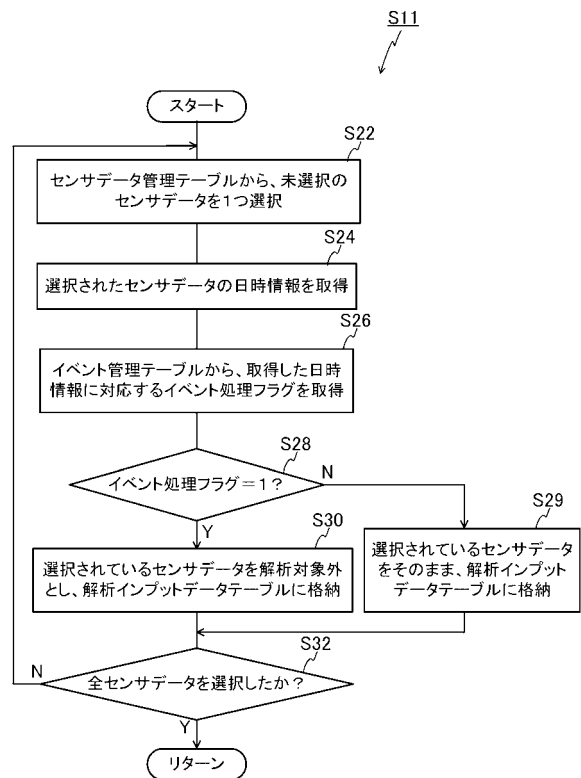 S11
スタート
S22
センサデータ管理テーブルから、未選択の
センサデータを1つ選択
S24
選択されたセンサデータの日時情報を取得
S26
イベント管理テーブルから、取得した日時
情報に対応するイベント処理フラグを取得
S28
イベント処理フラグ=1?
N
Y
S30
選択されているセンサデータを解析対象外
とし、解析インプットデータテーブルに格納
S29
選択されているセンサデータ
をそのまま、解析インプット
データテーブルに格納
S32
全センサデータを選択したか?
N
Y
リターン